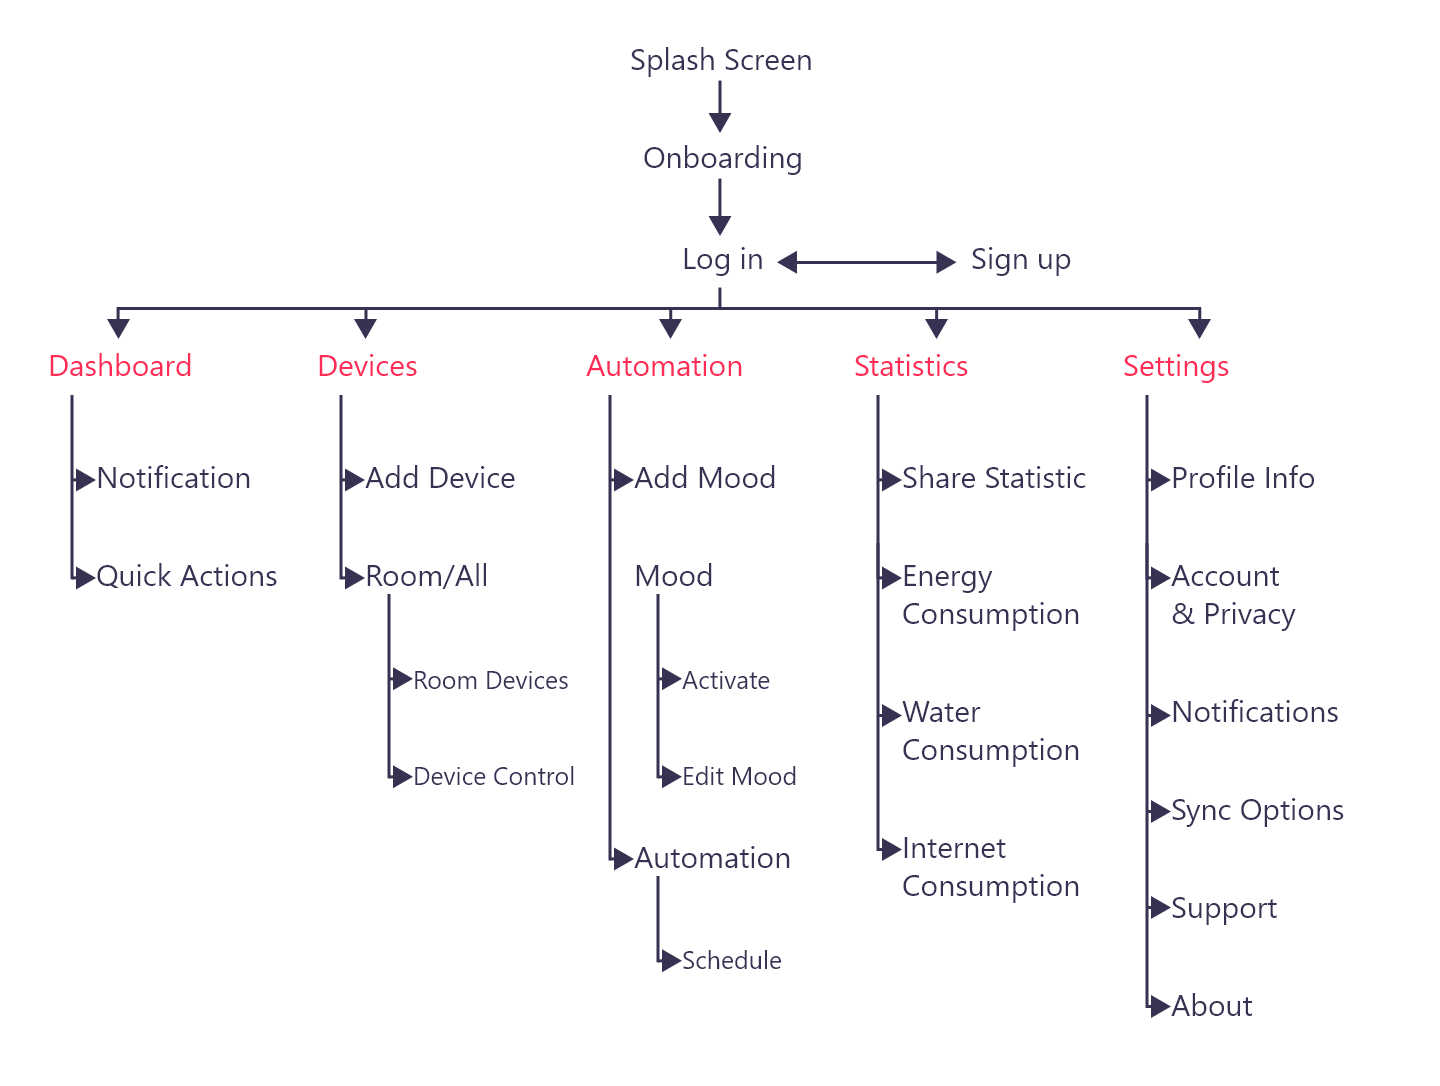 Splash Screen
Onboarding
Log in
Sign up
Dashboard
Notification
Quick Actions
Devices
Add Device
Room/All
Room Devices
Device Control
Automation
Add Mood
Mood
Activate
Edit Mood
Automation
Schedule
Statistics
Share Statistic
Energy
Consumption
Water
Consumption
Internet
Consumption
Settings
Profile Info
Account
& Privacy
Notifications
Sync Options
Support
About